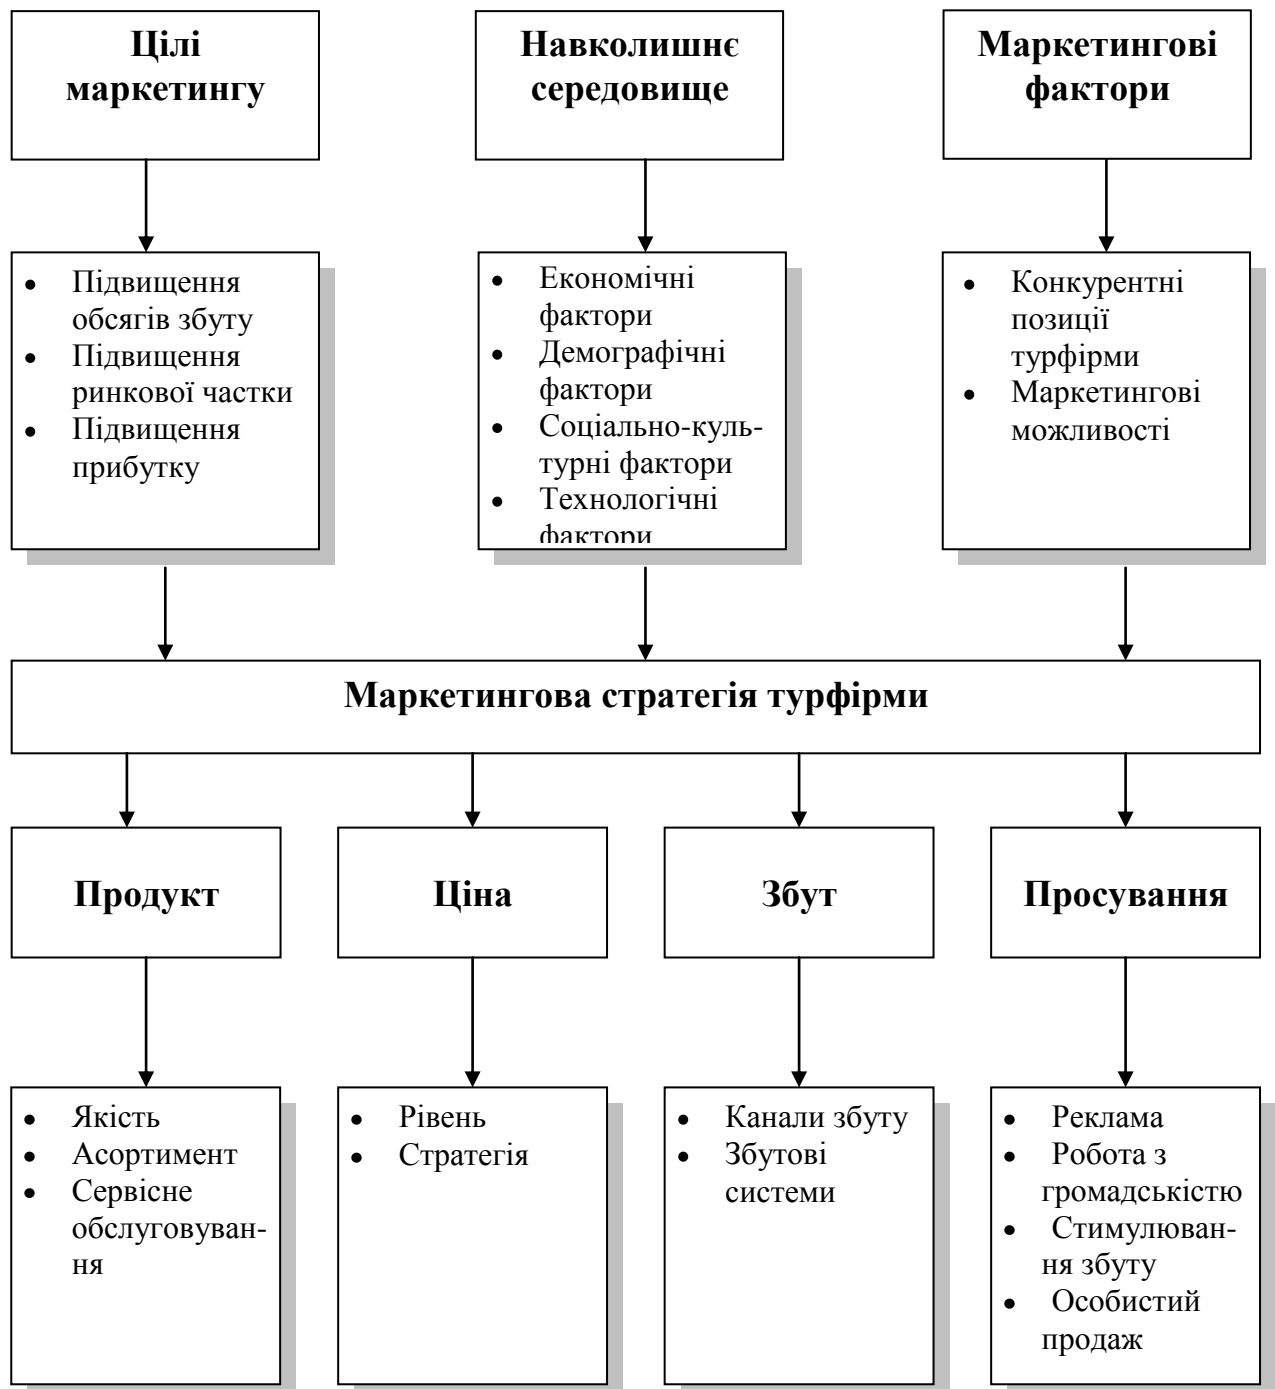 Цілі
маркетингу
Навколишнє
середовище
Маркетингові
фактори
• Підвищення
обсягів збуту
• Підвищення
ринкової частки
• Підвищення
прибутку
• Економічні
фактори
• Демографічні
фактори
• Соціально-куль-
турні фактори
• Технологічні
фактори
• Конкурентні
позиції
турфірми
• Маркетингові
можливості
Маркетингова стратегія турфірми
Продукт
Ціна
Збут
Просування
• Якість
• Асортимент
• Сервісне
обслуговуван-
ня
• Рівень
• Стратегія
• Канали збуту
• Збутові
системи
• Реклама
• Робота з
громадськістю
• Стимулюван-
ня збуту
• Особистий
продаж